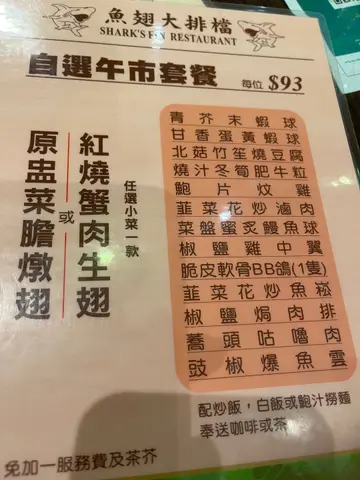 魚翅大排檔
SHARK'S FIN RESTAURANT
自選午市套餐 每位 $93
紅燒蟹肉生翅
或
原盅菜膽燉翅
任選小菜一款
青芥末蝦球
甘香蛋黃蝦球
北菇竹笙燒豆腐
燒汁冬筍肥牛粒
鮑片炆雞
韭菜花炒滷肉
菜盤蜜炙饅魚球
椒鹽雞中翼
脆皮軟骨BB鴿(1隻)
韭菜花炒魚崧
椒鹽焗肉排
蕎頭咕嚕肉
豉椒爆魚雲
配炒飯，白飯或鮑汁撈麵
奉送咖啡或茶
免加一服務費及茶芥